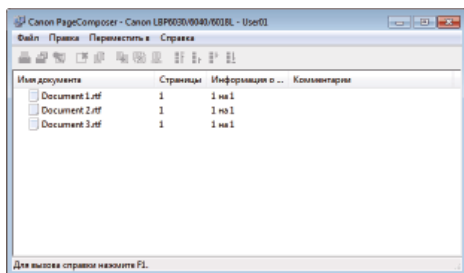 Canon PageComposer - Canon LBP6030/6040/6018L - User01
Файл Правка Переместить в Справка
Имя документа Страницы Информация о ... Комментарии
Document 1.rtf 1 1 на 1
Document 2.rtf 1 1 на 1
Document 3.rtf 1 1 на 1
Для вызова справки нажмите F1.